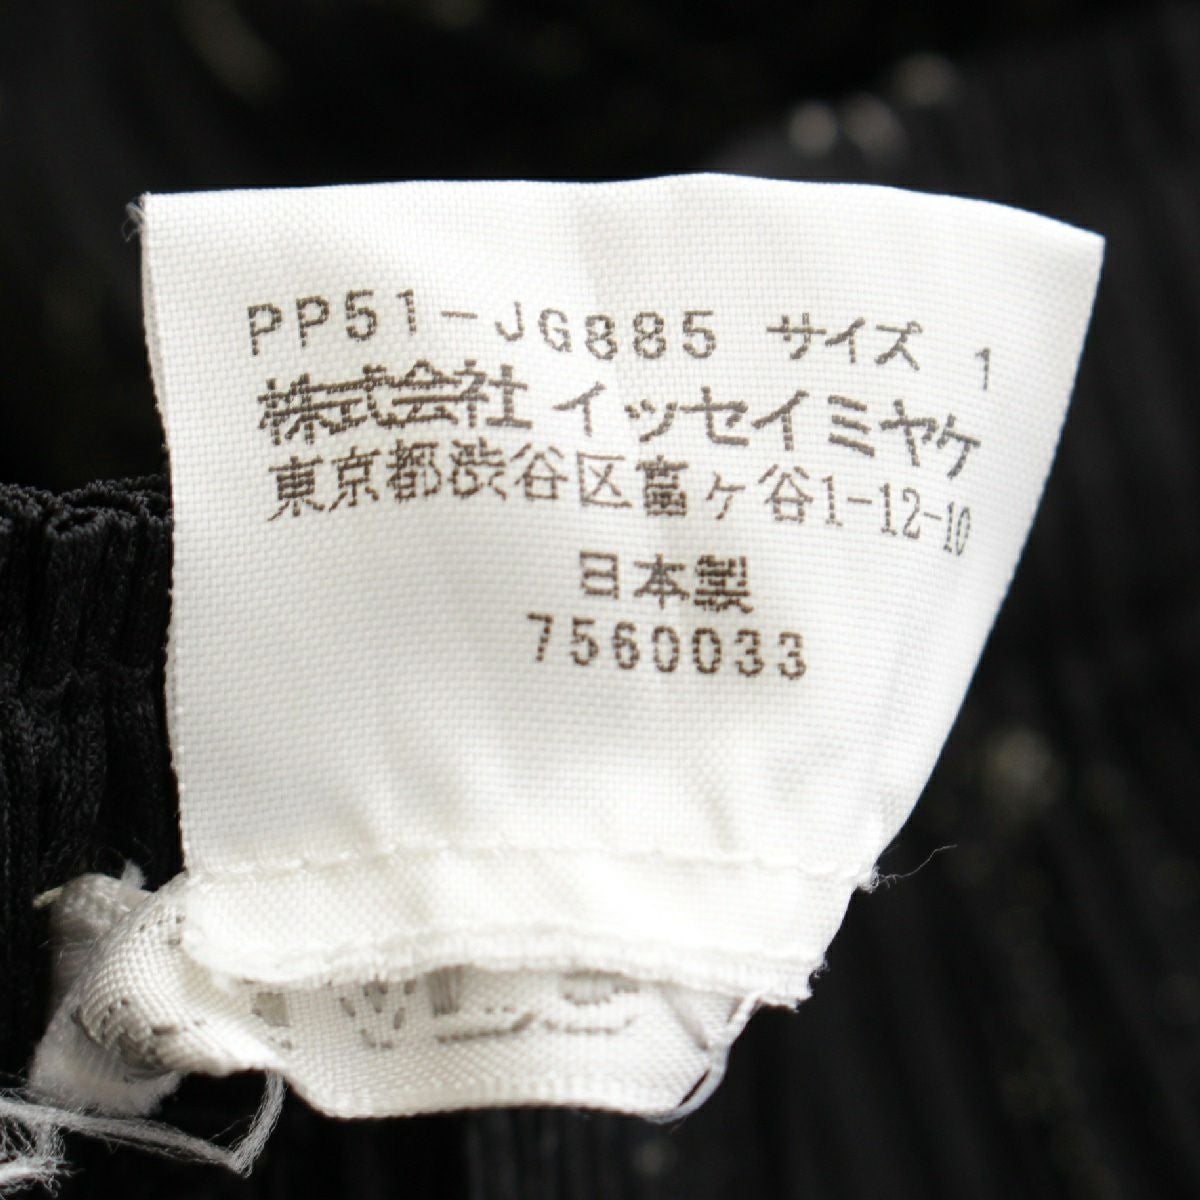 PP51-JG885 サイズ 1
株式会社イッセイミヤケ
東京都渋谷区富ヶ谷1-12-10
日本製
7560033